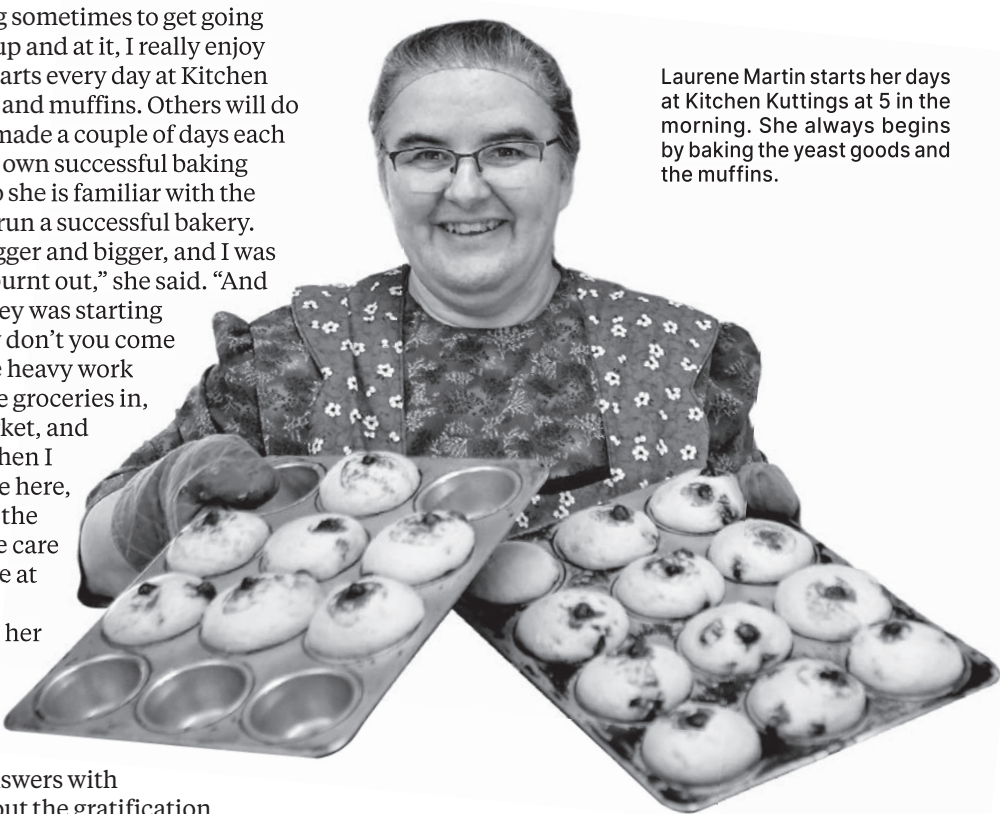 sometimes to get going
up and at it, I really enjoy
arts every day at Kitchen
and muffins. Others will do
made a couple of days each
own successful baking
she is familiar with the
run a successful bakery.
gger and bigger, and I was
burnt out,” she said. “And
ey was starting
don’t you come
heavy work
groceries in,
ket, and
hen I
e here,
the
e care
e at
her
swers with
out the gratification
Laurene Martin starts her days
at Kitchen Kuttings at 5 in the
morning. She always begins
by baking the yeast goods and
the muffins.